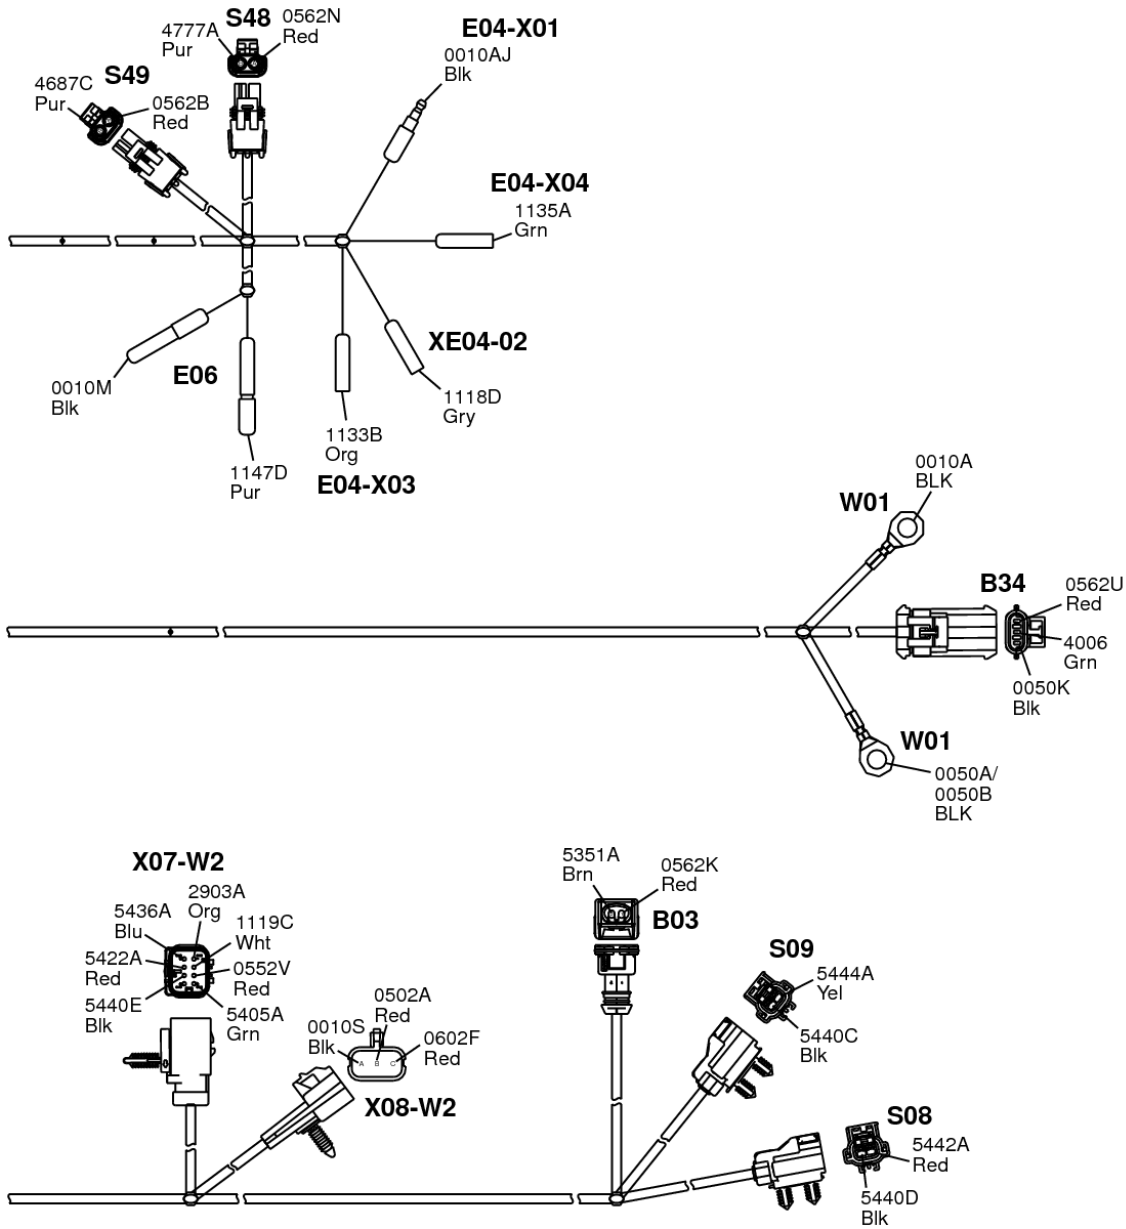 S48
4777A
Pur
0562N
Red
E04-X01
0010AJ
Blk
S49
4687C
Pur
0562B
Red
E04-X04
1135A
Grn
XE04-02
1118D
Gry
E06
0010M
Blk
1133B
Org
E04-X03
1147D
Pur
0010A
BLK
W01
B34
0562U
Red
4006
Grn
0050K
Blk
W01
0050A/
0050B
BLK
X07-W2
2903A
Org
5436A
Blu
1119C
Wht
5422A
Red
0552V
Red
5440E
Blk
5405A
Grn
0502A
Red
0010S
Blk
0602F
Red
A B C
X08-W2
5351A
Brn
0562K
Red
B03
S09
5444A
Yel
5440C
Blk
S08
5442A
Red
5440D
Blk